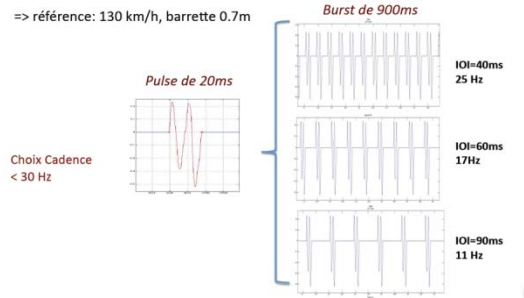 => référence: 130 km/h, barrette 0.7m
Burst de 900ms
Pulse de 20ms
Choix Cadence
< 30 Hz
IOI=40ms
25 Hz
IOI=60ms
17Hz
IOI=90ms
11 Hz